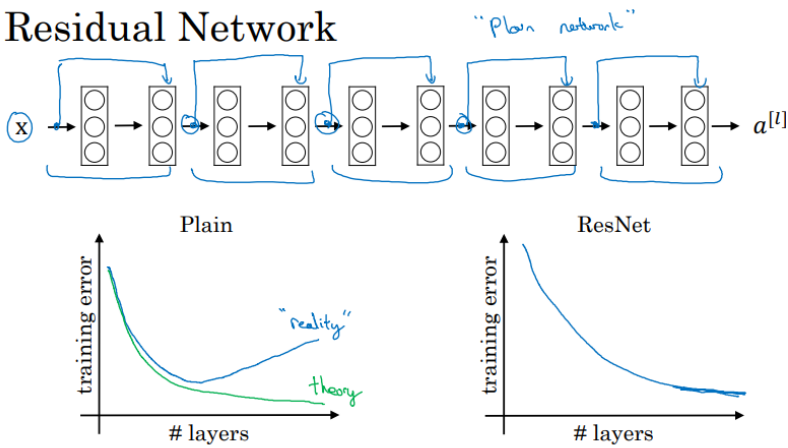 Residual Network
"Plain network"
x
a^[l]
Plain
ResNet
training error
"reality"
theory
# layers
training error
# layers